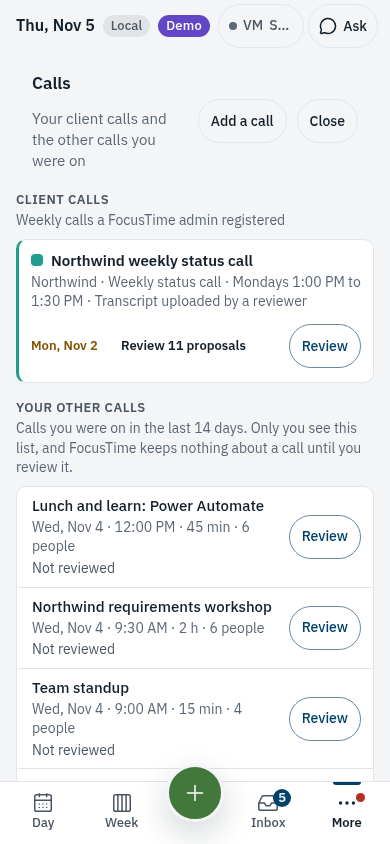 Thu, Nov 5 Local Demo VM S... Ask
Calls
Your client calls and
the other calls you
were on
Add a call Close
CLIENT CALLS
Weekly calls a FocusTime admin registered
Northwind weekly status call
Northwind · Weekly status call · Mondays 1:00 PM to
1:30 PM · Transcript uploaded by a reviewer
Mon, Nov 2 Review 11 proposals Review
YOUR OTHER CALLS
Calls you were on in the last 14 days. Only you see this
list, and FocusTime keeps nothing about a call until you
review it.
Lunch and learn: Power Automate
Wed, Nov 4 · 12:00 PM · 45 min · 6
people
Not reviewed
Review
Northwind requirements workshop
Wed, Nov 4 · 9:30 AM · 2 h · 6 people
Not reviewed
Review
Team standup
Wed, Nov 4 · 9:00 AM · 15 min · 4
people
Not reviewed
Review
Day Week Inbox 5 More